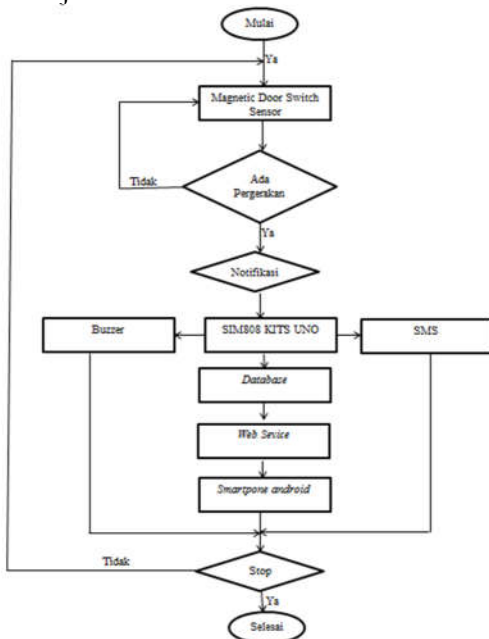 Mulai
Ya
Magnetic Door Switch
Sensor
Ada
Pergerakan
Tidak
Ya
Notifikasi
Buzzer
SIM808 KITS UNO
SMS
Database
Web Sevice
Smartpone android
Tidak
Stop
Ya
Selesai